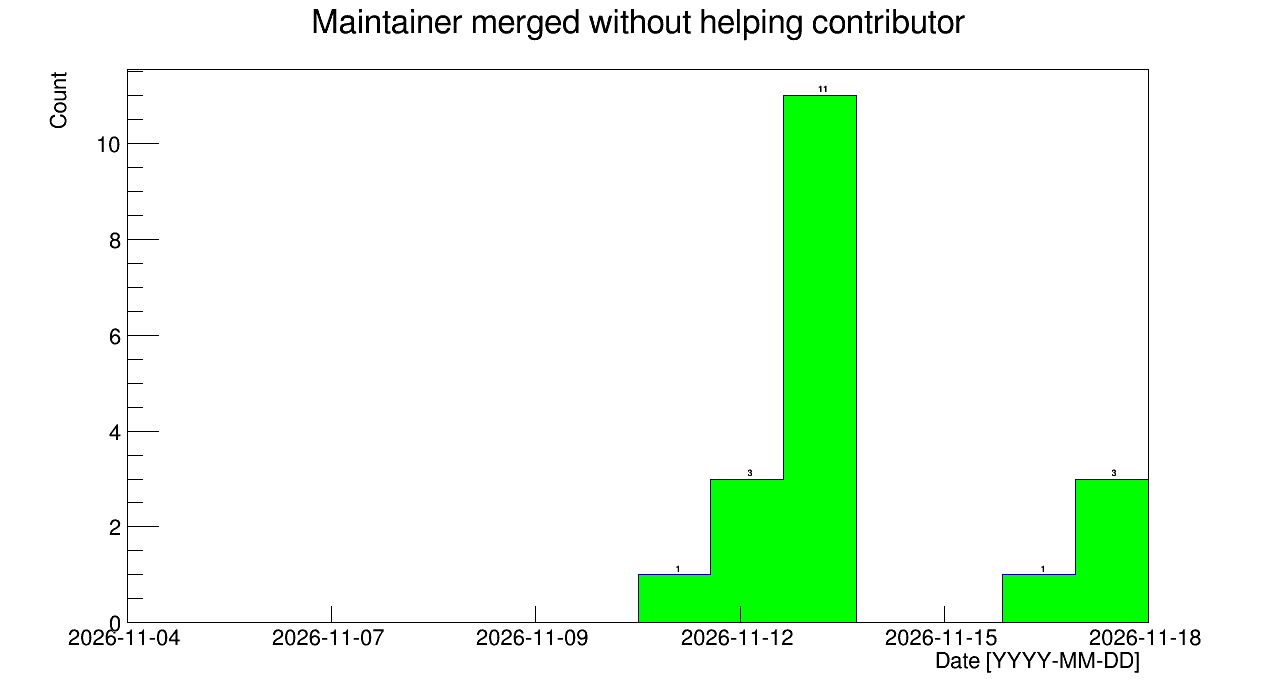 Maintainer merged without helping contributor
Count
11
10
8
6
4
3
3
2
1
1
0
2026-11-04 2026-11-07 2026-11-09 2026-11-12 2026-11-15 2026-11-18
Date [YYYY-MM-DD]